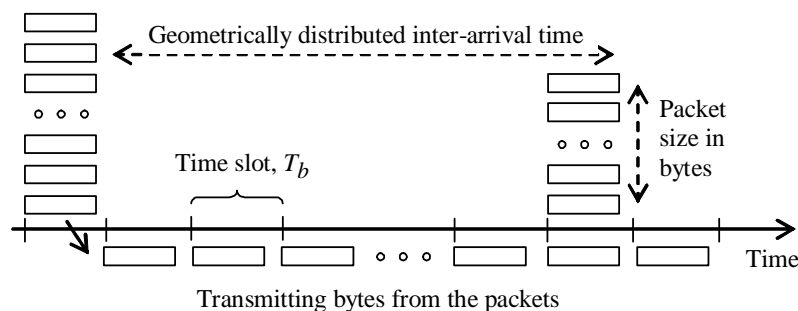 Geometrically distributed inter-arrival time
Packet
size in
bytes
Time slot, T_b
Time
Transmitting bytes from the packets